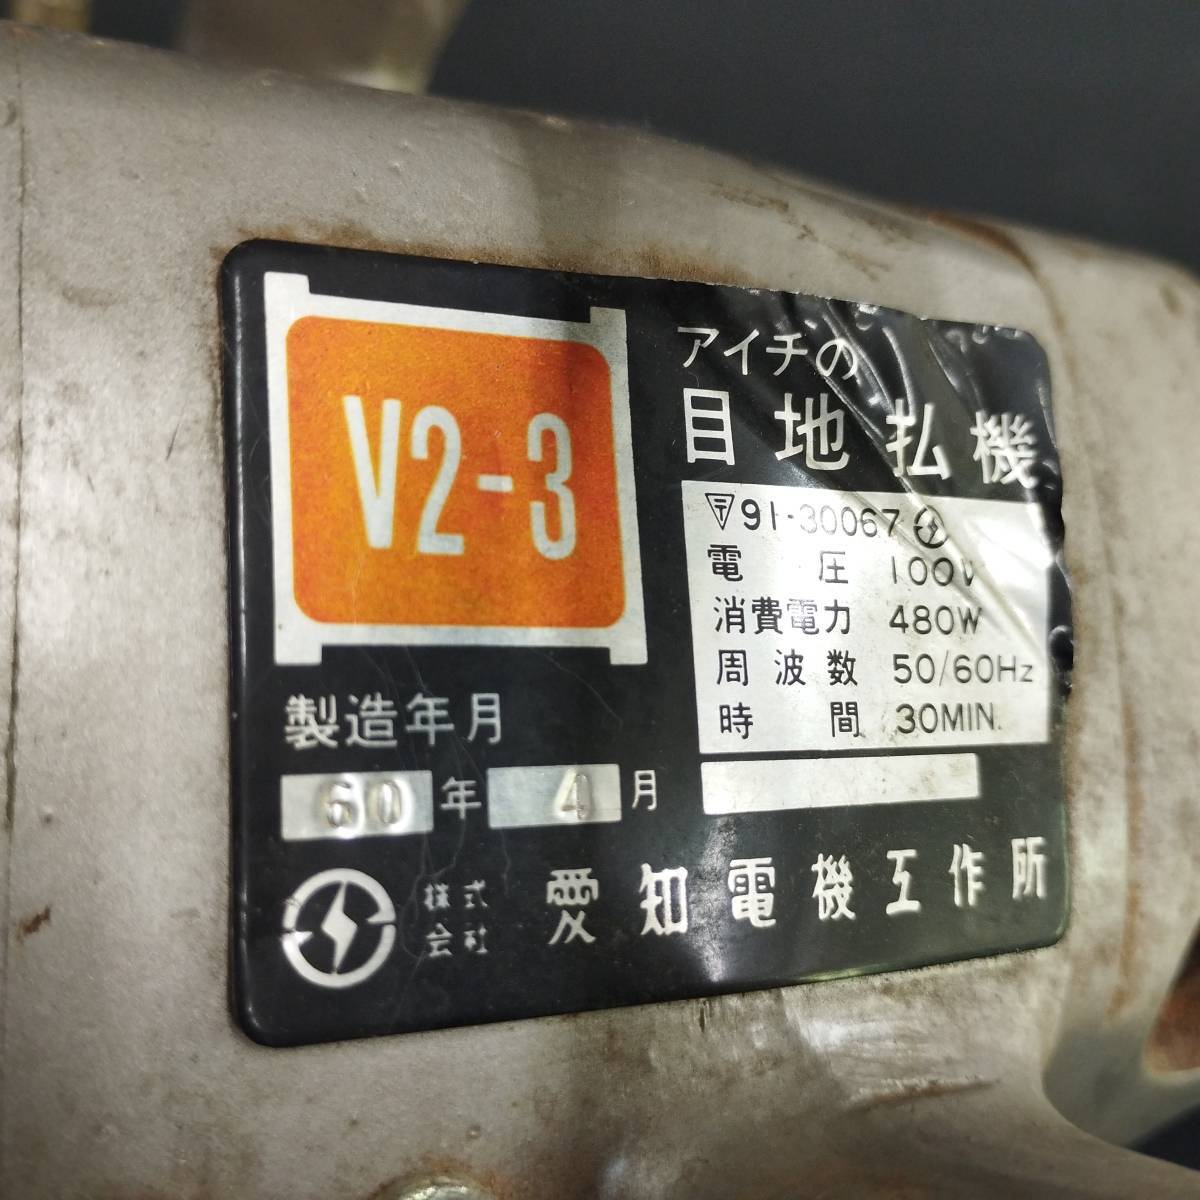 V2-3
アイチの
目地払機
〒91-30067
電圧 100V
消費電力 480W
周波数 50/60Hz
時間 30MIN.
製造年月
60年4月
株式会社 愛知電機工作所